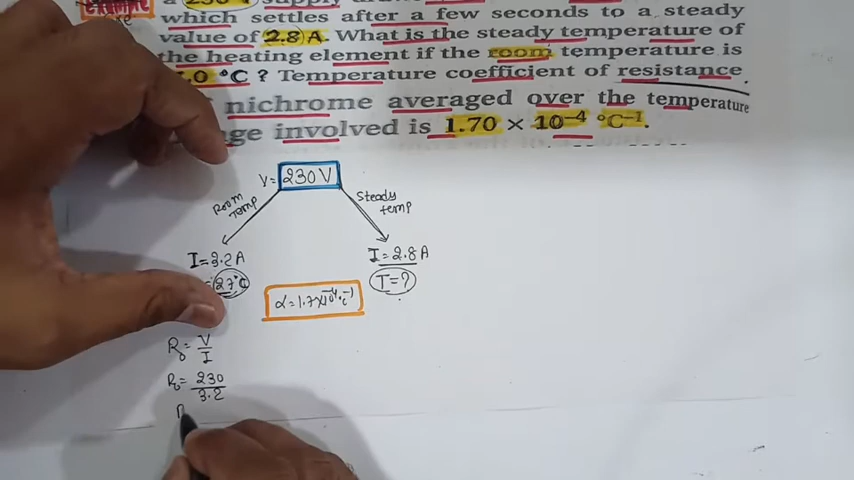 which settles after a few seconds to a steady
value of 2.8 A. What is the steady temperature of
the heating element if the room temperature is
.0 °C ? Temperature coefficient of resistance
nichrome averaged over the temperature
involved is 1.70 × 10⁻⁴ °C⁻¹.
V= 230 V
Room Temp
Steady temp
I=3.2A
I=2.8 A
27°C
T=?
α=1.7×10⁻⁴ °C⁻¹
R₀ = V/I
R₀ = 230/3.2